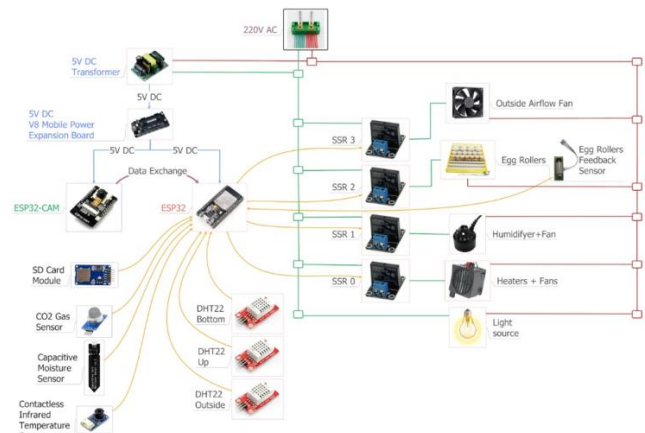 220V AC
5V DC
Transformer
5V DC
5V DC
V8 Mobile Power
Expansion Board
5V DC
5V DC
Data Exchange
ESP32-CAM
ESP32
SSR 3
Outside Airflow Fan
SSR 2
Egg Rollers
Egg Rollers
Feedback
Sensor
SSR 1
Humidifyer+Fan
SSR 0
Heaters + Fans
Light
source
SD Card
Module
CO2 Gas
Sensor
Capacitive
Moisture
Sensor
Contactless
Infrared
Temperature
DHT22
Bottom
DHT22
Up
DHT22
Outside